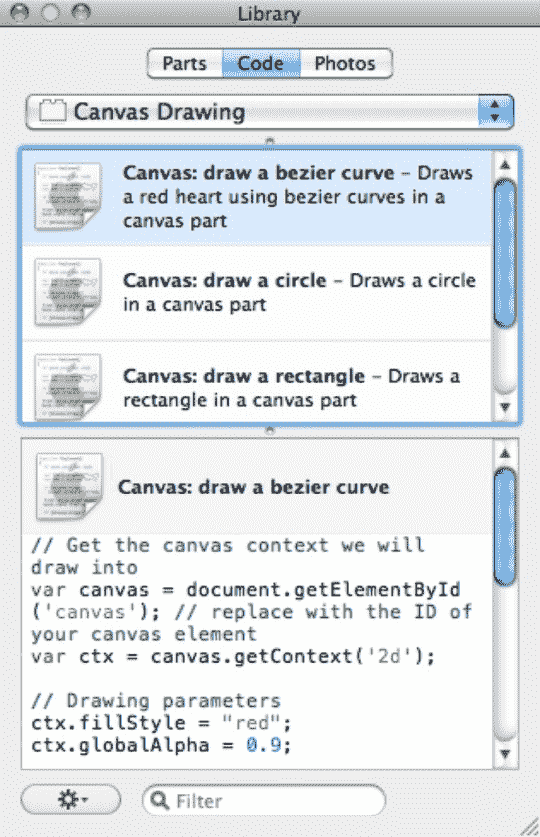 Library
Parts Code Photos
Canvas Drawing
Canvas: draw a bezier curve – Draws
a red heart using bezier curves in a
canvas part
Canvas: draw a circle – Draws a circle
in a canvas part
Canvas: draw a rectangle – Draws a
rectangle in a canvas part
Canvas: draw a bezier curve
// Get the canvas context we will
draw into
var canvas = document.getElementById
('canvas'); // replace with the ID of
your canvas element
var ctx = canvas.getContext('2d');
// Drawing parameters
ctx.fillStyle = "red";
ctx.globalAlpha = 0.9;
Filter